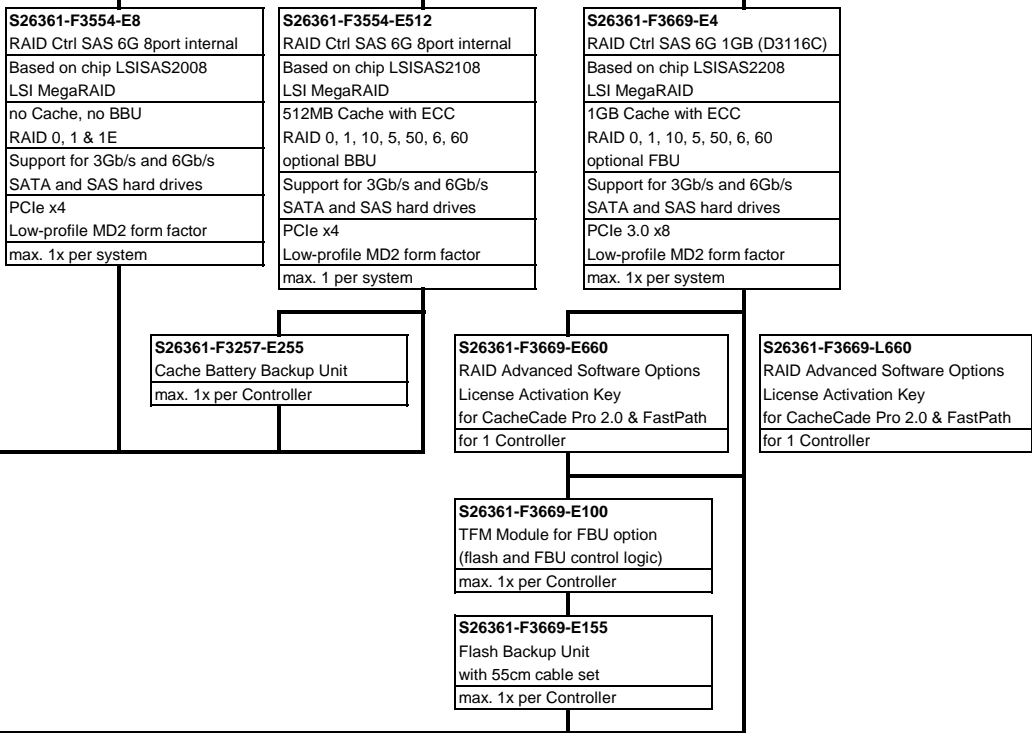 S26361-F3554-E8
RAID Ctrl SAS 6G 8port internal
Based on chip LSISAS2008
LSI MegaRAID
no Cache, no BBU
RAID 0, 1 & 1E
Support for 3Gb/s and 6Gb/s
SATA and SAS hard drives
PCIe x4
Low-profile MD2 form factor
max. 1x per system
S26361-F3554-E512
RAID Ctrl SAS 6G 8port internal
Based on chip LSISAS2108
LSI MegaRAID
512MB Cache with ECC
RAID 0, 1, 10, 5, 50, 6, 60
optional BBU
Support for 3Gb/s and 6Gb/s
SATA and SAS hard drives
PCIe x4
Low-profile MD2 form factor
max. 1 per system
S26361-F3669-E4
RAID Ctrl SAS 6G 1GB (D3116C)
Based on chip LSISAS2208
LSI MegaRAID
1GB Cache with ECC
RAID 0, 1, 10, 5, 50, 6, 60
optional FBU
Support for 3Gb/s and 6Gb/s
SATA and SAS hard drives
PCIe 3.0 x8
Low-profile MD2 form factor
max. 1x per system
S26361-F3257-E255
Cache Battery Backup Unit
max. 1x per Controller
S26361-F3669-E660
RAID Advanced Software Options
License Activation Key
for CacheCade Pro 2.0 & FastPath
for 1 Controller
S26361-F3669-L660
RAID Advanced Software Options
License Activation Key
for CacheCade Pro 2.0 & FastPath
for 1 Controller
S26361-F3669-E100
TFM Module for FBU option
(flash and FBU control logic)
max. 1x per Controller
S26361-F3669-E155
Flash Backup Unit
with 55cm cable set
max. 1x per Controller